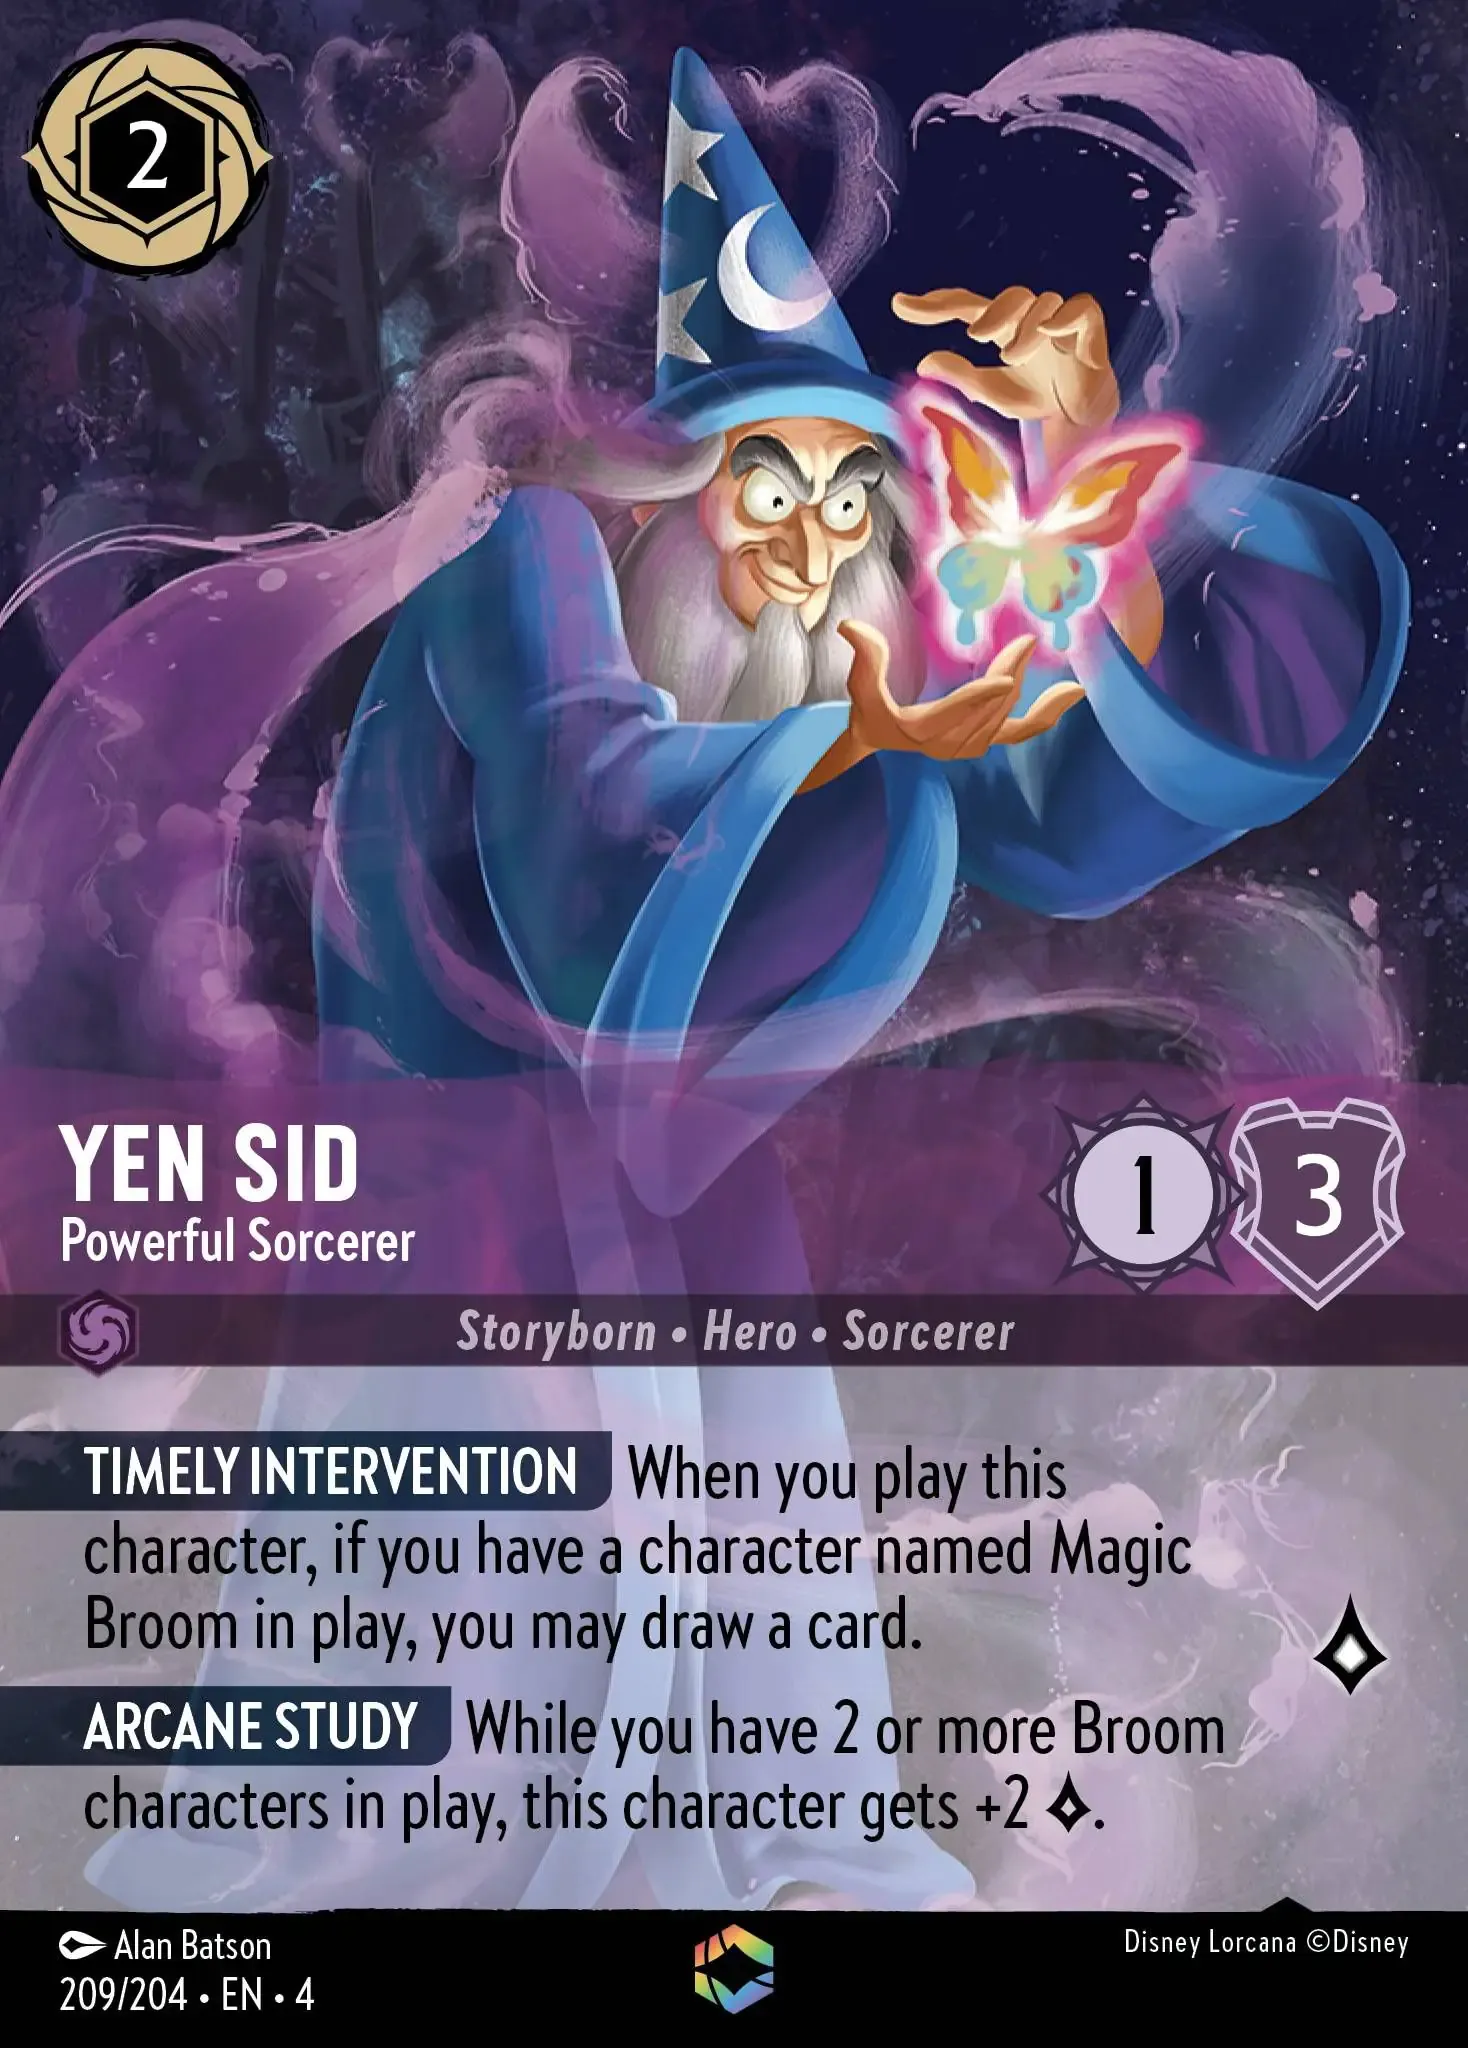 2
YEN SID
Powerful Sorcerer
1 3
Storyborn • Hero • Sorcerer
TIMELY INTERVENTION When you play this
character, if you have a character named Magic
Broom in play, you may draw a card.
ARCANE STUDY While you have 2 or more Broom
characters in play, this character gets +2 .
Alan Batson
Disney Lorcana ©Disney
209/204 • EN • 4